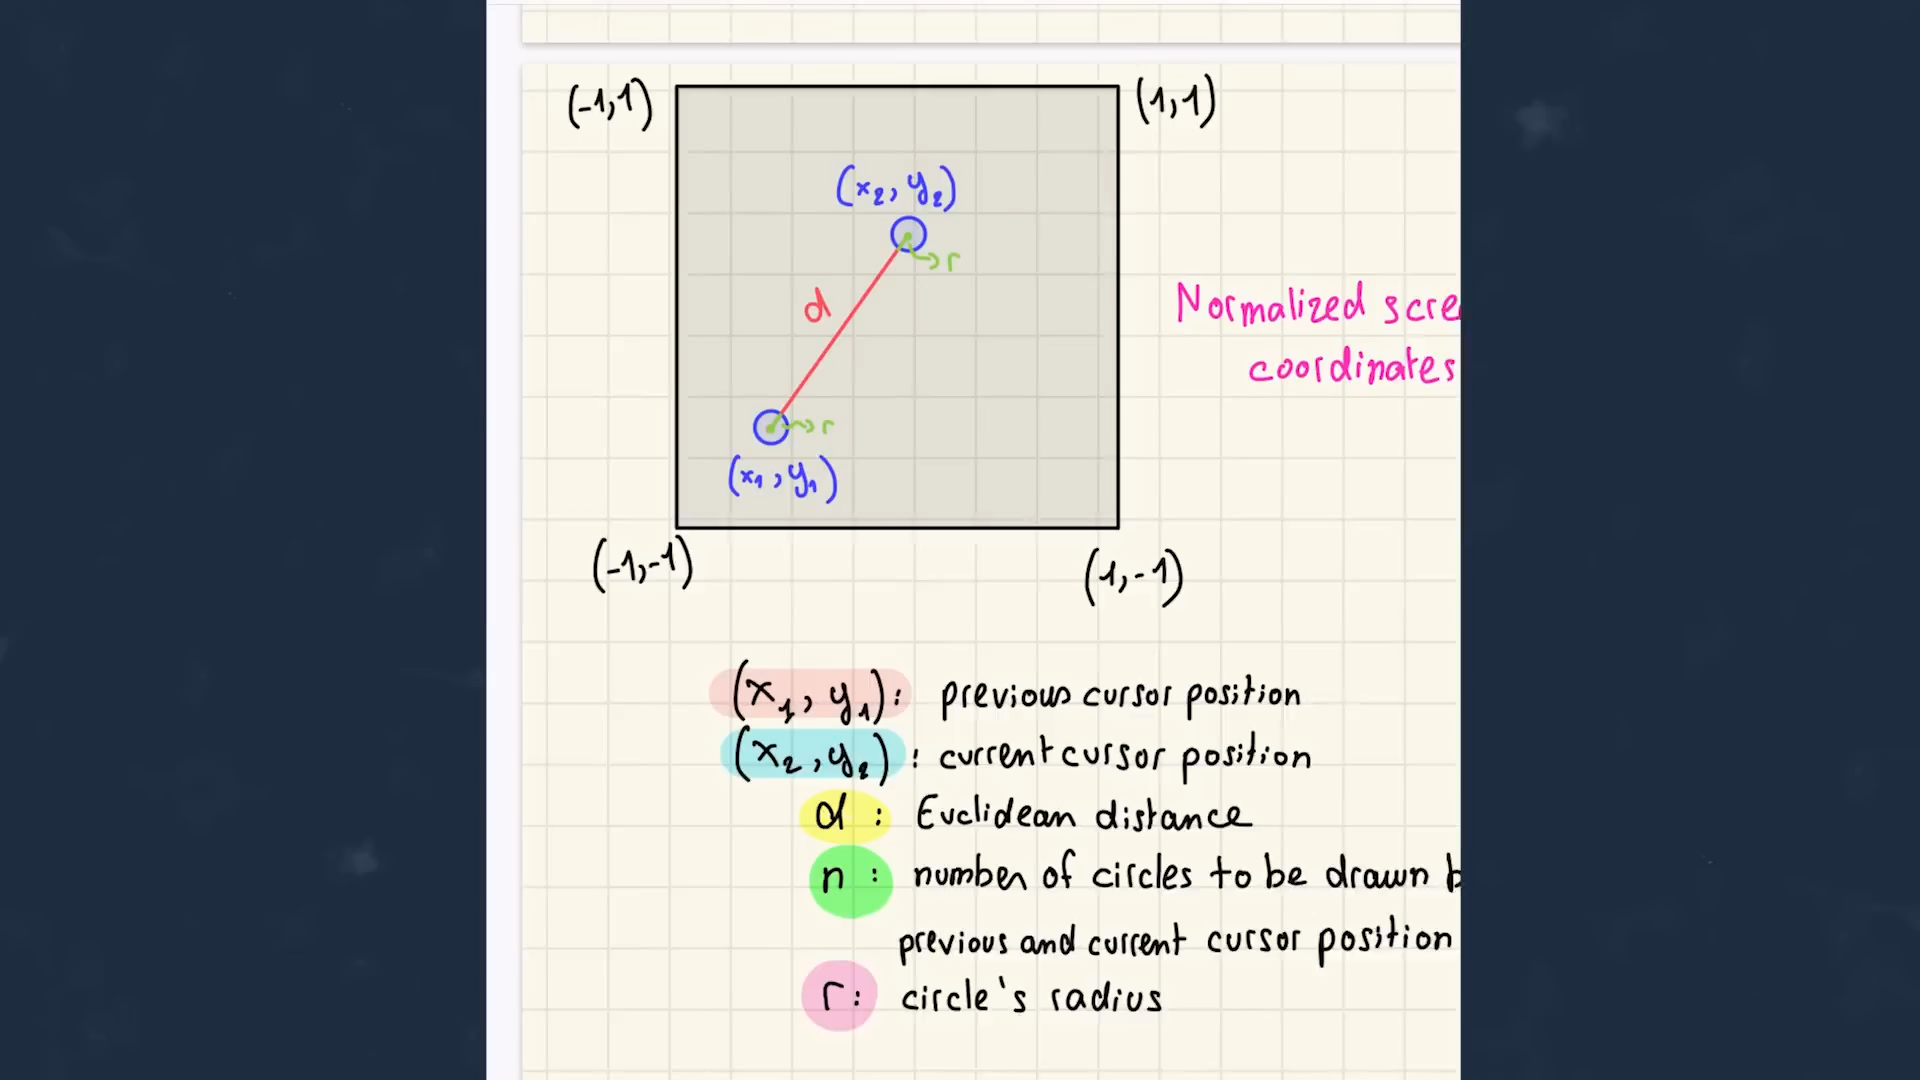 (-1,1)
(1,1)
(x2, y2)
r
d
Normalized
coordinates
r
(x1, y1)
(-1,-1)
(1,-1)
(x1, y1): previous cursor position
(x2, y2): current cursor position
d: Euclidean distance
n: number of circles to be drawn
previous and current cursor position
r: circle's radius